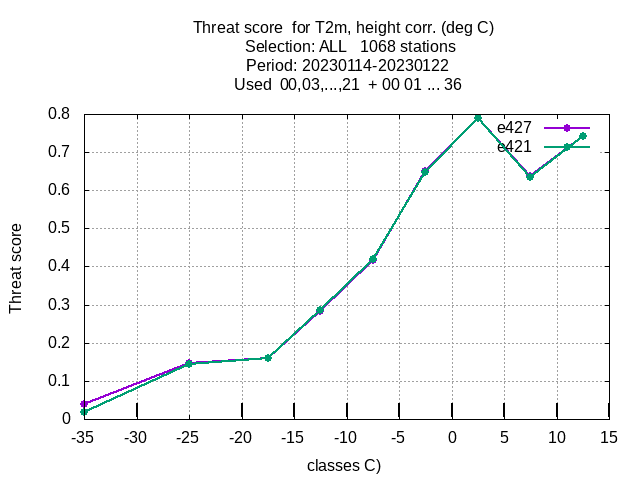 Threat score  for T2m, height corr. (deg C)
Selection: ALL   1068 stations
Period: 20230114-20230122
Used  00,03,...,21  + 00 01 ... 36
0.8
0.7
0.6
0.5
0.4
0.3
0.2
0.1
0
Threat score
e427
e421
-35 -30 -25 -20 -15 -10 -5 0 5 10 15
classes C)